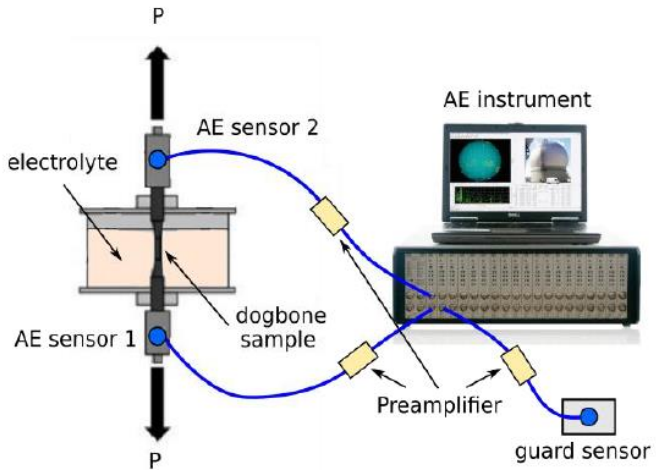 P
AE instrument
AE sensor 2
electrolyte
AE sensor 1
dogbone
sample
Preamplifier
P
guard sensor